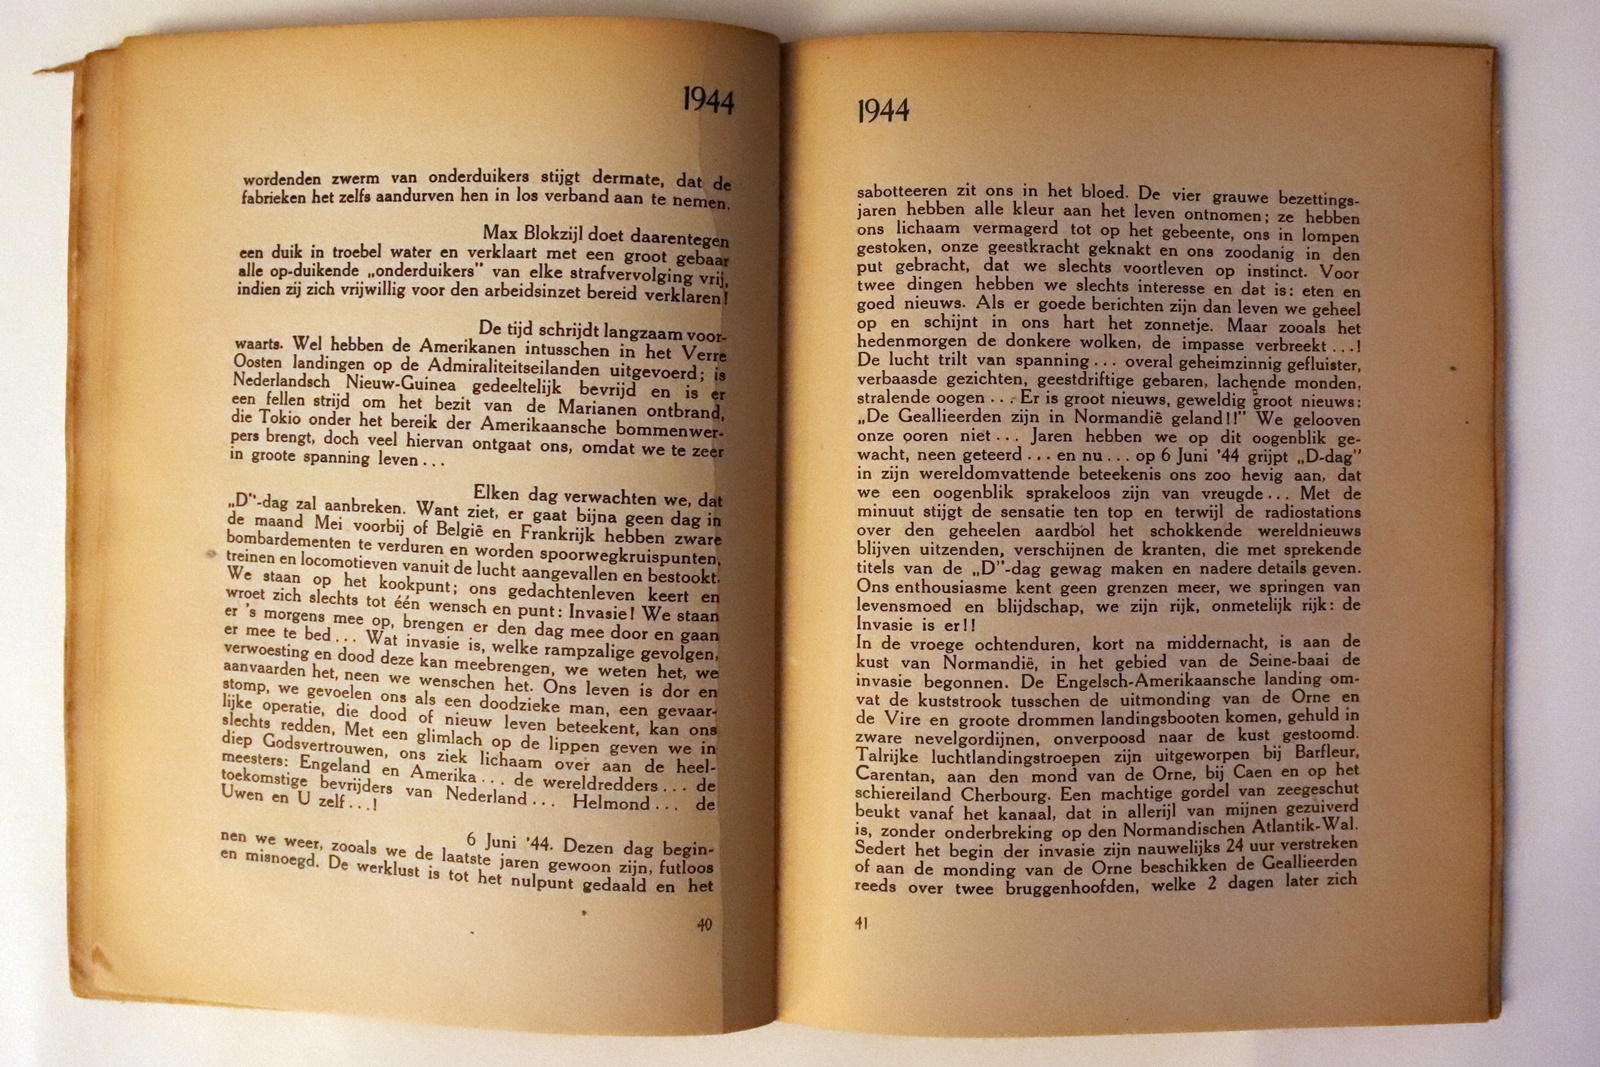 1944
wordenden zwerm van onderduikers stijgt dermate, dat de
fabrieken het zelfs aandurven hen in los verband aan te nemen.
Max Blokzijl doet daarentegen
een duik in troebel water en verklaart met een groot gebaar
alle op-duikende „onderduikers" van elke strafvervolging vrij,
indien zij zich vrijwillig voor den arbeidsinzet bereid verklaren!
De tijd schrijdt langzaam voor-
waarts. Wel hebben de Amerikanen intusschen in het Verre
Oosten landingen op de Admiraliteitseilanden uitgevoerd; is
Nederlandsch Nieuw-Guinea gedeeltelijk bevrijd en is er
een fellen strijd om het bezit van de Marianen ontbrand,
die Tokio onder het bereik der Amerikaansche bommenwer-
pers brengt, doch veel hiervan ontgaat ons, omdat we te zeer
in groote spanning leven...
Elken dag verwachten we, dat
„D"-dag zal aanbreken. Want ziet, er gaat bijna geen dag in
de maand Mei voorbij of België en Frankrijk hebben zware
bombardementen te verduren en worden spoorwegkruispunten,
treinen en locomotieven vanuit de lucht aangevallen en bestookt.
We staan op het kookpunt; ons gedachtenleven keert en
wroet zich slechts tot één wensch en punt: Invasie! We staan
er 's morgens mee op, brengen er den dag mee door en gaan
er mee te bed... Wat invasie is, welke rampzalige gevolgen,
verwoesting en dood deze kan meebrengen, we weten het, we
aanvaarden het, neen we wenschen het. Ons leven is dor en
stomp, we gevoelen ons als een doodzieke man, een gevaar-
lijke operatie, die dood of nieuw leven beteekent, kan ons
slechts redden, Met een glimlach op de lippen geven we in
diep Godsvertrouwen, ons ziek lichaam over aan de heel-
meesters: Engeland en Amerika... de wereldredders... de
toekomstige bevrijders van Nederland... Helmond... de
Uwen en U zelf...!
6 Juni '44. Dezen dag begin-
nen we weer, zooals we de laatste jaren gewoon zijn, futloos
en misnoegd. De werklust is tot het nulpunt gedaald en het
40
1944
sabotteeren zit ons in het bloed. De vier grauwe bezettings-
jaren hebben alle kleur aan het leven ontnomen; ze hebben
ons lichaam vermagerd tot op het gebeente, ons in lompen
gestoken, onze geestkracht geknakt en ons zoodanig in den
put gebracht, dat we slechts voortleven op instinct. Voor
twee dingen hebben we slechts interesse en dat is: eten en
goed nieuws. Als er goede berichten zijn dan leven we geheel
op en schijnt in ons hart het zonnetje. Maar zooals het
hedenmorgen de donkere wolken, de impasse verbreekt...!
De lucht trilt van spanning... overal geheimzinnig gefluister,
verbaasde gezichten, geestdriftige gebaren, lachende monden,
stralende oogen... Er is groot nieuws, geweldig groot nieuws:
„De Geallieerden zijn in Normandië geland!!" We gelooven
onze ooren niet... Jaren hebben we op dit oogenblik ge-
wacht, neen geteerd... en nu... op 6 Juni '44 grijpt „D-dag"
in zijn wereldomvattende beteekenis ons zoo hevig aan, dat
we een oogenblik sprakeloos zijn van vreugde... Met de
minuut stijgt de sensatie ten top en terwijl de radiostations
over den geheelen aardbol het schokkende wereldnieuws
blijven uitzenden, verschijnen de kranten, die met sprekende
titels van de „D"-dag gewag maken en nadere details geven.
Ons enthousiasme kent geen grenzen meer, we springen van
levensmoed en blijdschap, we zijn rijk, onmetelijk rijk: de
Invasie is er!!
In de vroege ochtenduren, kort na middernacht, is aan de
kust van Normandië, in het gebied van de Seine-baai de
invasie begonnen. De Engelsch-Amerikaansche landing om-
vat de kuststrook tusschen de uitmonding van de Orne en
de Vire en groote drommen landingsbooten komen, gehuld in
zware nevelgordijnen, onverpoosd naar de kust gestoomd.
Talrijke luchtlandingstroepen zijn uitgeworpen bij Barfleur,
Carentan, aan den mond van de Orne, bij Caen en op het
schiereiland Cherbourg. Een machtige gordel van zeegeschut
beukt vanaf het kanaal, dat in allerijl van mijnen gezuiverd
is, zonder onderbreking op den Normandischen Atlantik-Wal.
Sedert het begin der invasie zijn nauwelijks 24 uur verstreken
of aan de monding van de Orne beschikken de Geallieerden
reeds over twee bruggenhoofden, welke 2 dagen later zich
41